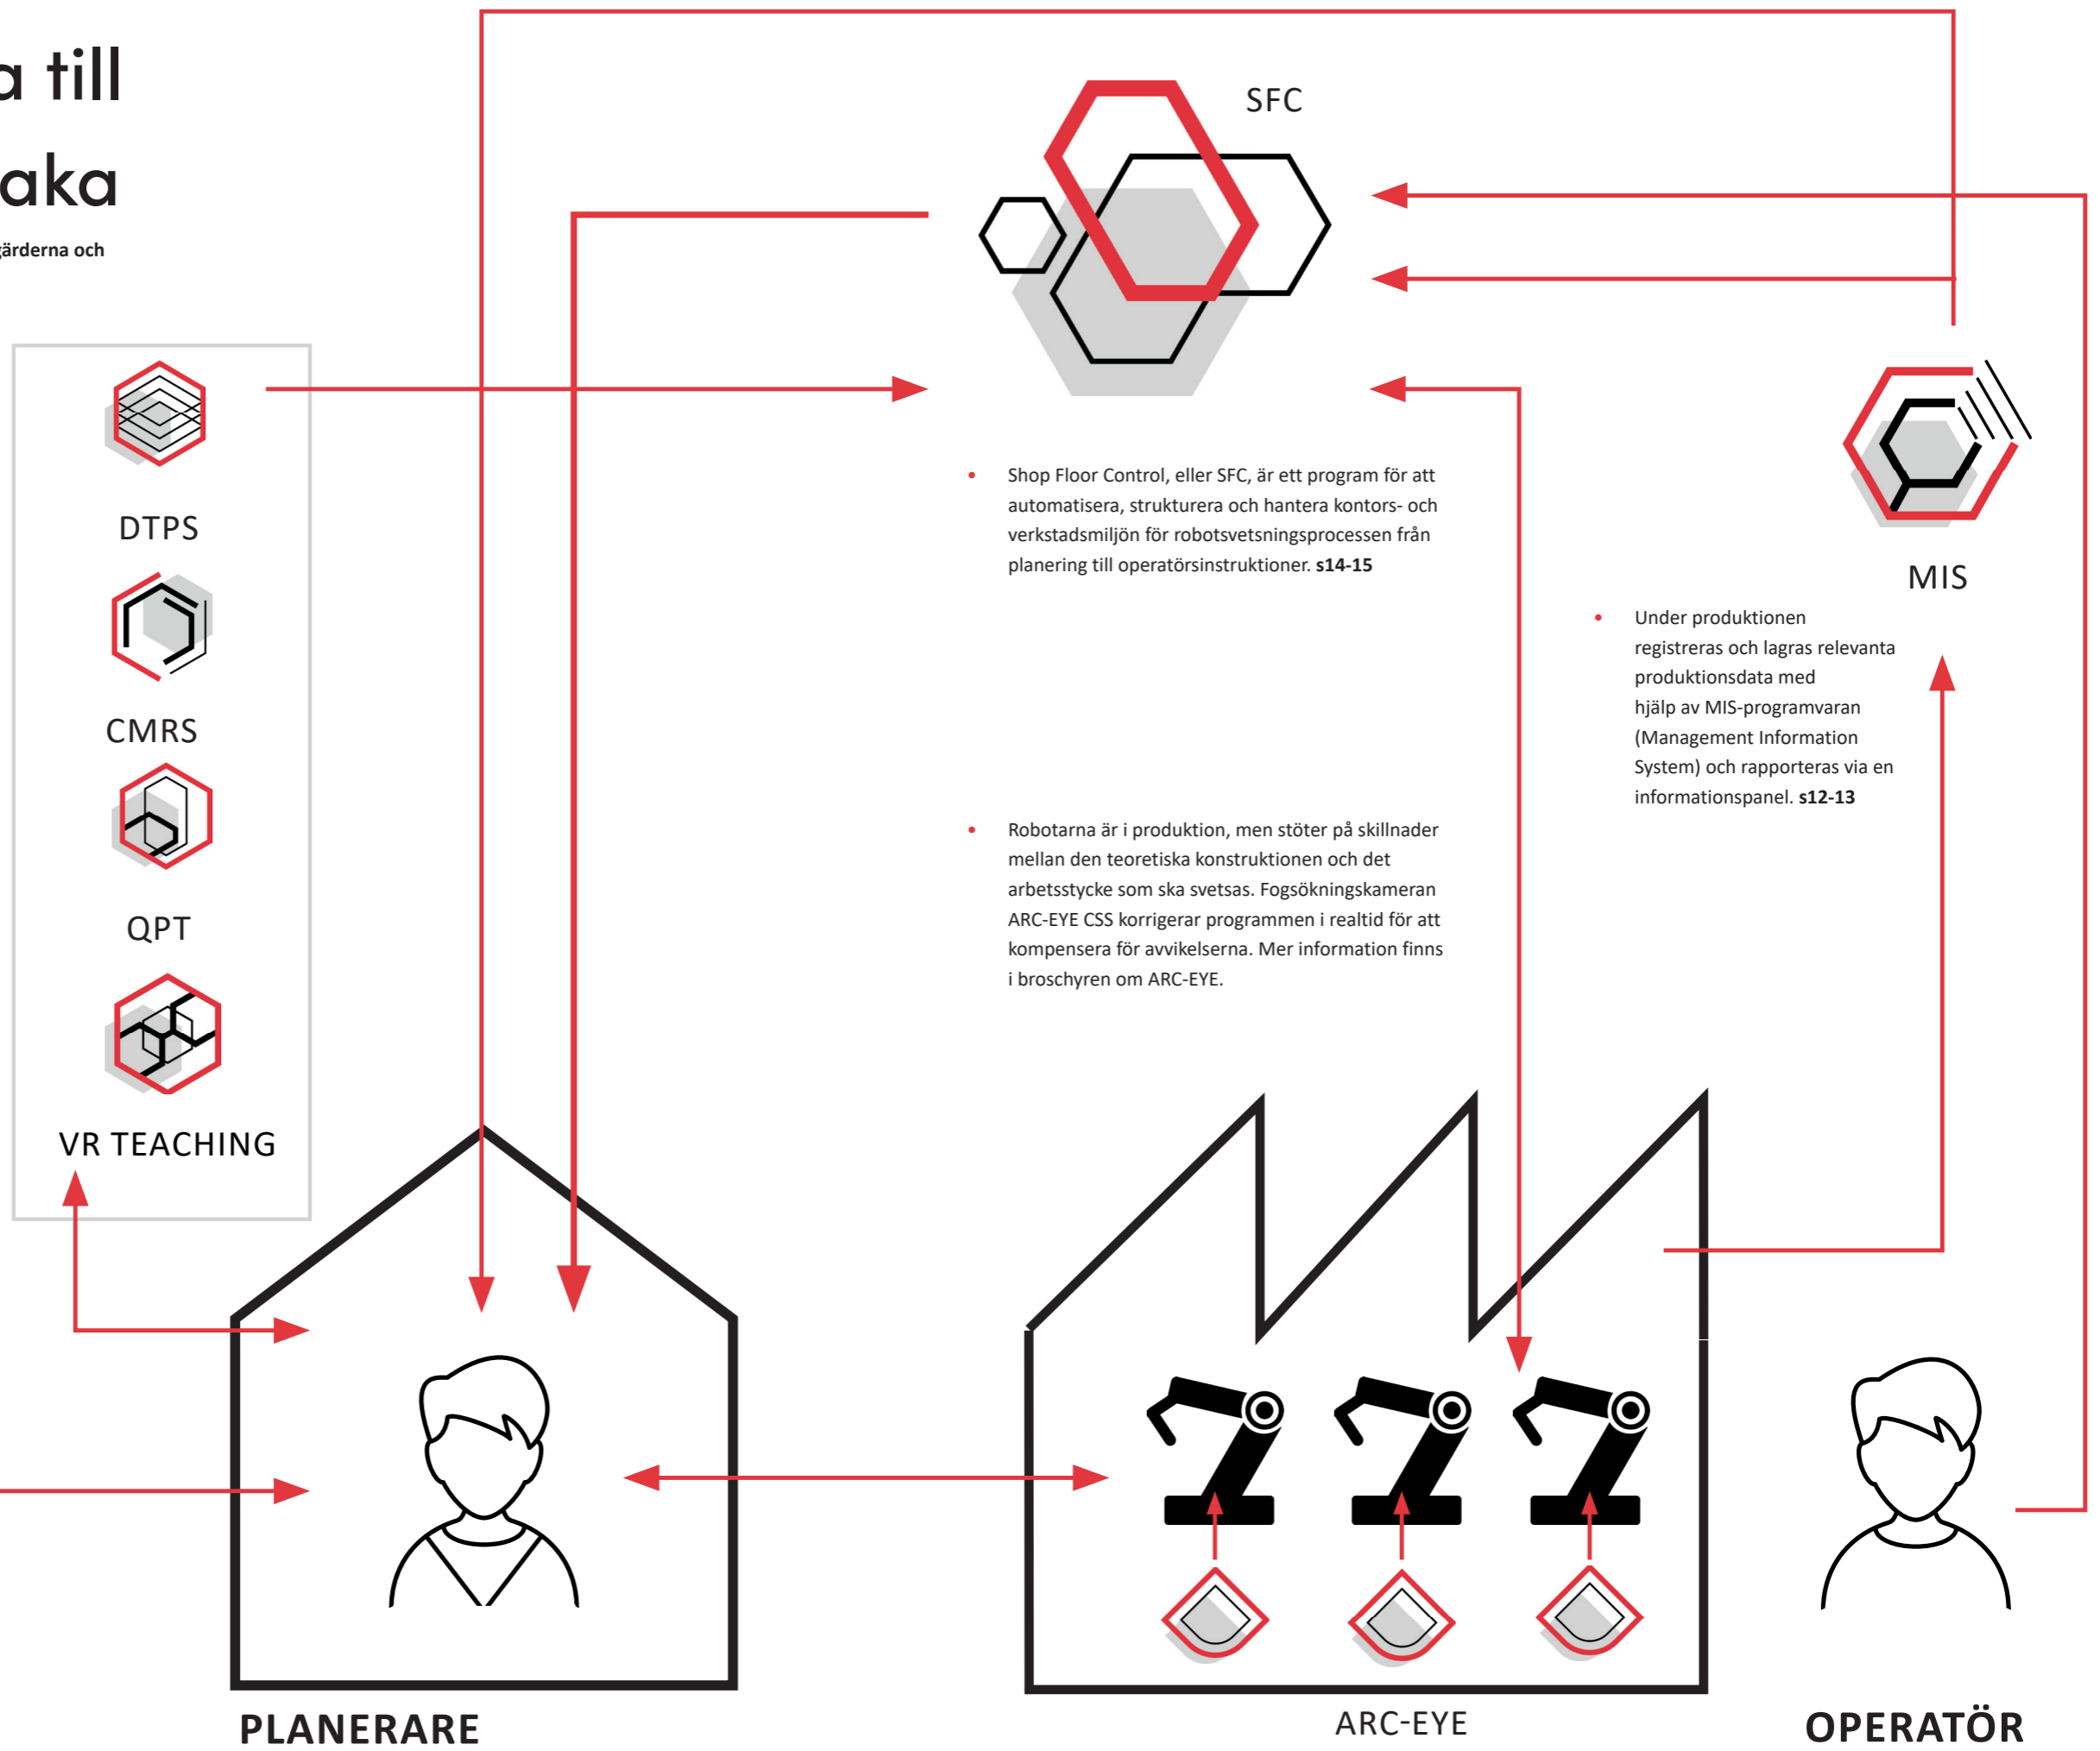 a till
aka
gärderna och
SFC
DTPS
CMRS
QPT
VR TEACHING
• Shop Floor Control, eller SFC, är ett program för att
automatisera, strukturera och hantera kontors- och
verkstadsmiljön för robotsvetsningsprocessen från
planering till operatörsinstruktioner. s14-15
MIS
• Under produktionen
registreras och lagras relevanta
produktionsdata med
hjälp av MIS-programvaran
(Management Information
System) och rapporteras via en
informationspanel. s12-13
• Robotarna är i produktion, men stöter på skillnader
mellan den teoretiska konstruktionen och det
arbetsstycke som ska svetsas. Fogsökningskameran
ARC-EYE CSS korrigerar programmen i realtid för att
kompensera för avvikelserna. Mer information finns
i broschyren om ARC-EYE.
PLANERARE
ARC-EYE
OPERATÖR